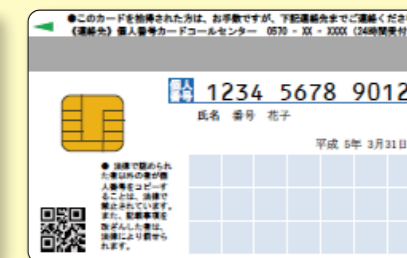 ●このカードを拾得された方は、お手数ですが、下記連絡先までご連絡くださ
《連絡先》個人番号カードコールセンター 0570 - XX - XXXX (24時間受付
個人
番号 1234 5678 9012
氏名 番号 花子
平成 5年 3月31日
● 法律で認められ
た者以外の者が個
人番号をコピーす
ることは、法律で
禁止されています。
また、記載事項を
改ざんした者は、
法律により罰せら
れます。